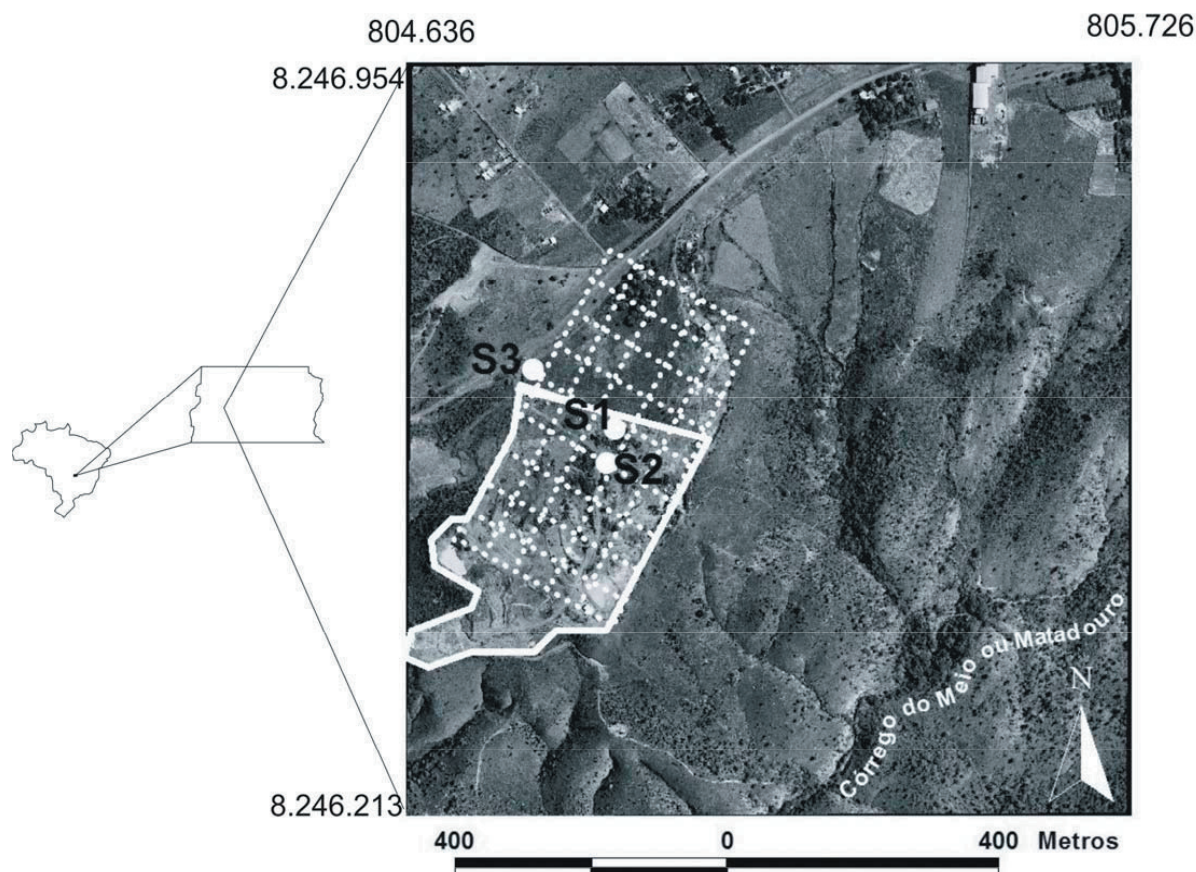 804.636
805.726
8.246.954
S3
S1
S2
Córrego do Meio ou Matadouro
N
8.246.213
400 0 400 Metros